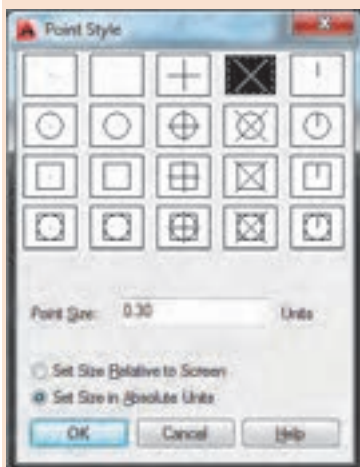 Point Style
Point Size: 0.30 Units
Set Size Relative to Screen
Set Size in Absolute Units
OK Cancel Help